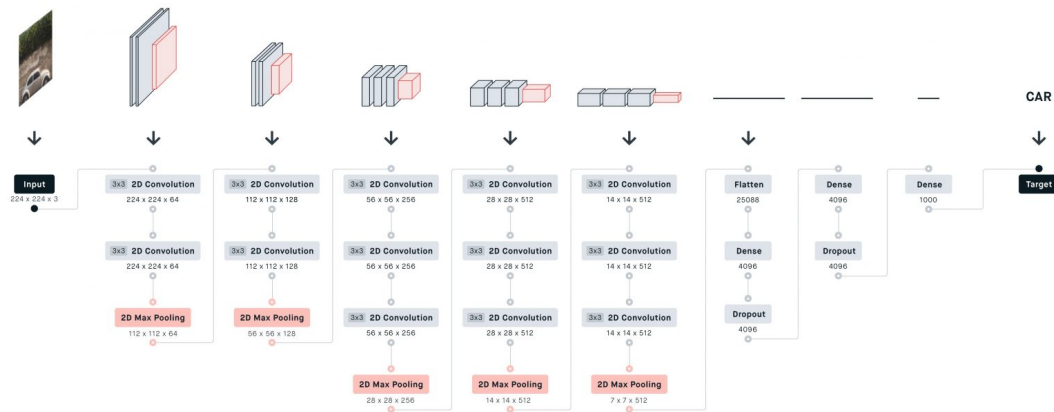 CAR
Input
224 x 224 x 3
3x3 2D Convolution
224 x 224 x 64
3x3 2D Convolution
224 x 224 x 64
2D Max Pooling
112 x 112 x 64
3x3 2D Convolution
112 x 112 x 128
3x3 2D Convolution
112 x 112 x 128
2D Max Pooling
56 x 56 x 128
3x3 2D Convolution
56 x 56 x 256
3x3 2D Convolution
56 x 56 x 256
3x3 2D Convolution
56 x 56 x 256
2D Max Pooling
28 x 28 x 256
3x3 2D Convolution
28 x 28 x 512
3x3 2D Convolution
28 x 28 x 512
3x3 2D Convolution
28 x 28 x 512
2D Max Pooling
14 x 14 x 512
3x3 2D Convolution
14 x 14 x 512
3x3 2D Convolution
14 x 14 x 512
3x3 2D Convolution
14 x 14 x 512
2D Max Pooling
7 x 7 x 512
Flatten
25088
Dense
4096
Dropout
4096
Dense
4096
Dropout
4096
Dense
1000
Target